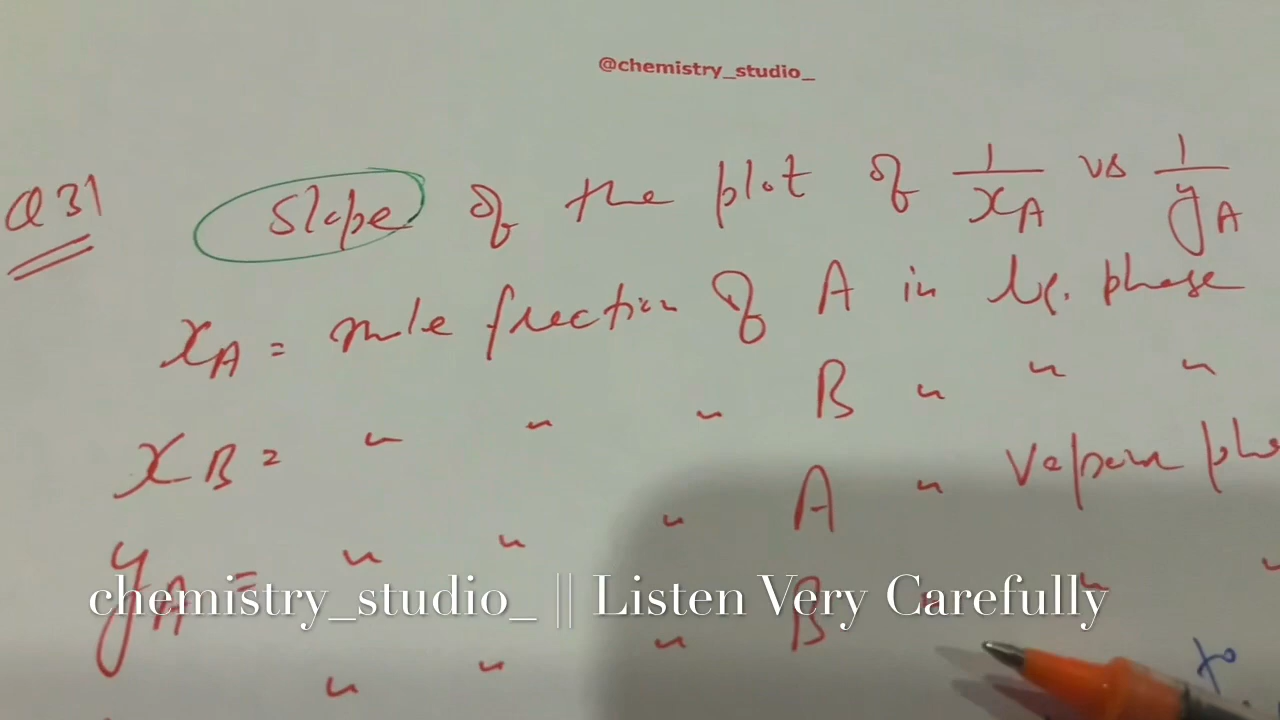 @chemistry_studio_
Q31 Slope of the plot of 1/xA vs 1/yA
xA = mole fraction of A in liq. phase
xB = " " " B " " "
yA = " " " A " Vapour pha
" " " B " " "
chemistry_studio_ || Listen Very Carefully